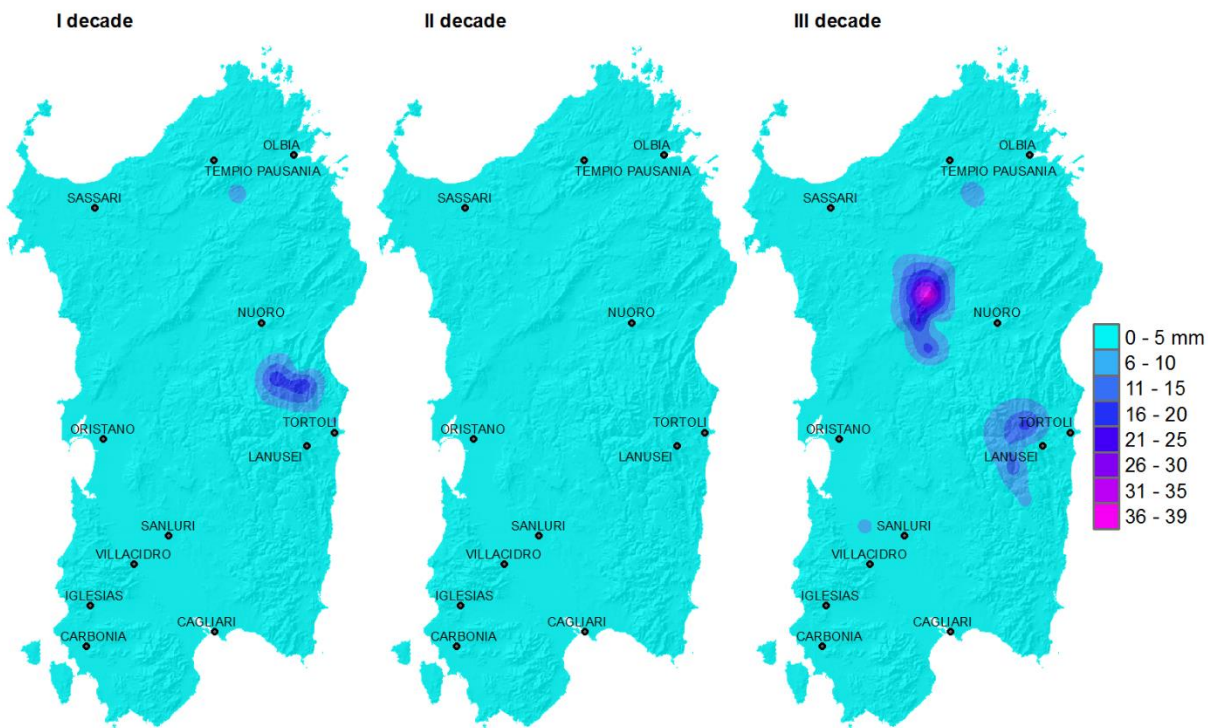 I decade
II decade
III decade
OLBIA
TEMPIO PAUSANIA
SASSARI
NUORO
TORTOLI
ORISTANO
LANUSEI
SANLURI
VILLACIDRO
IGLESIAS
CAGLIARI
CARBONIA
OLBIA
TEMPIO PAUSANIA
SASSARI
NUORO
TORTOLI
ORISTANO
LANUSEI
SANLURI
VILLACIDRO
IGLESIAS
CAGLIARI
CARBONIA
OLBIA
TEMPIO PAUSANIA
SASSARI
NUORO
TORTOLI
ORISTANO
LANUSEI
SANLURI
VILLACIDRO
IGLESIAS
CAGLIARI
CARBONIA
0 - 5 mm
6 - 10
11 - 15
16 - 20
21 - 25
26 - 30
31 - 35
36 - 39